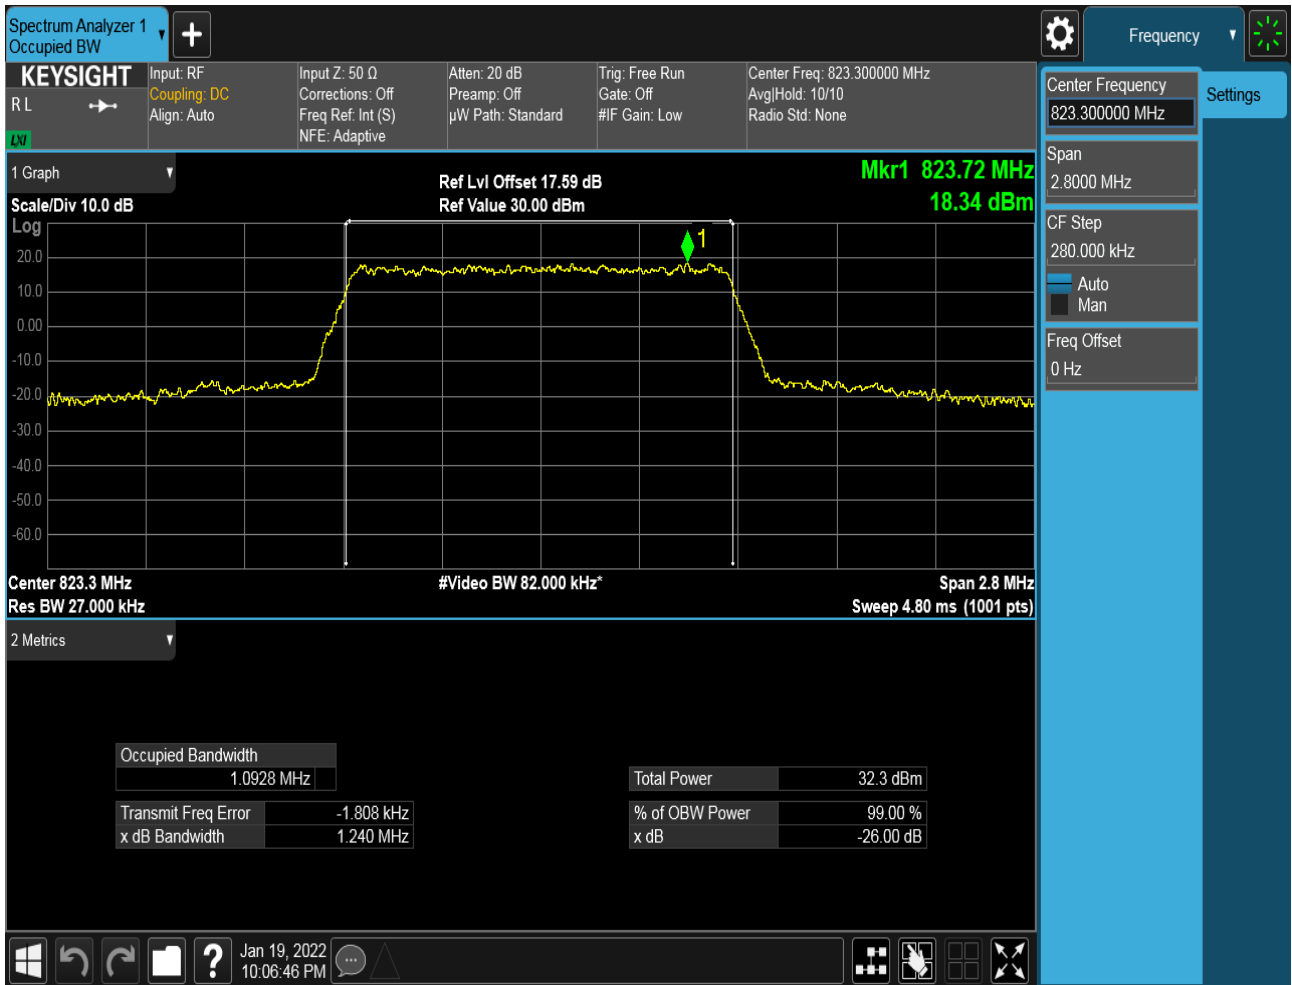 Spectrum Analyzer 1
Occupied BW
Frequency
KEYSIGHT
R L
LXI
Input: RF
Coupling: DC
Align: Auto
Input Z: 50 Ω
Corrections: Off
Freq Ref: Int (S)
NFE: Adaptive
Atten: 20 dB
Preamp: Off
µW Path: Standard
Trig: Free Run
Gate: Off
#IF Gain: Low
Center Freq: 823.300000 MHz
Avg|Hold: 10/10
Radio Std: None
Center Frequency
823.300000 MHz
Settings
Span
2.8000 MHz
CF Step
280.000 kHz
Auto
Man
Freq Offset
0 Hz
1 Graph
Scale/Div 10.0 dB
Ref Lvl Offset 17.59 dB
Ref Value 30.00 dBm
Mkr1 823.72 MHz
18.34 dBm
Log
1
20.0
10.0
0.00
-10.0
-20.0
-30.0
-40.0
-50.0
-60.0
Center 823.3 MHz
#Video BW 82.000 kHz*
Span 2.8 MHz
Res BW 27.000 kHz
Sweep 4.80 ms (1001 pts)
2 Metrics
Occupied Bandwidth
1.0928 MHz
Total Power 32.3 dBm
Transmit Freq Error -1.808 kHz
% of OBW Power 99.00 %
x dB Bandwidth 1.240 MHz
x dB -26.00 dB
?
Jan 19, 2022
10:06:46 PM